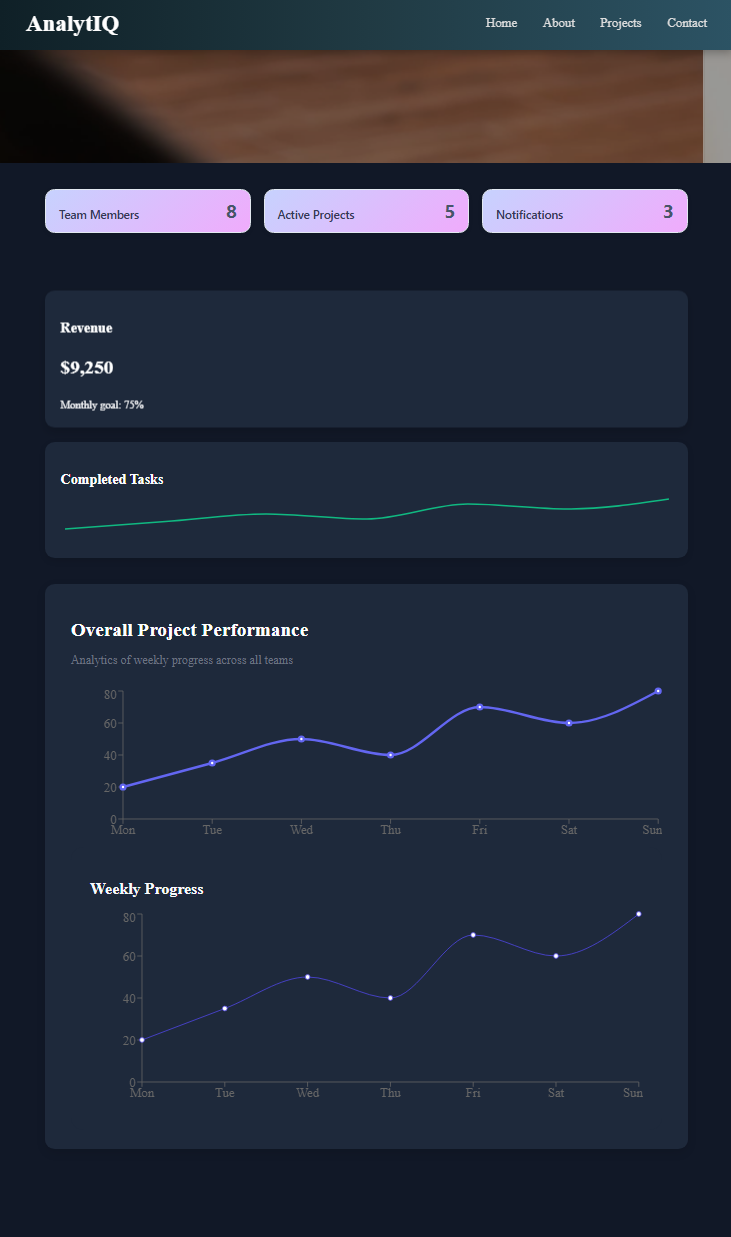 AnalytIQ
Home About Projects Contact
Team Members 8
Active Projects 5
Notifications 3
Revenue
$9,250
Monthly goal: 75%
Completed Tasks
Overall Project Performance
Analytics of weekly progress across all teams
80
60
40
20
0
Mon Tue Wed Thu Fri Sat Sun
Weekly Progress
80
60
40
20
0
Mon Tue Wed Thu Fri Sat Sun